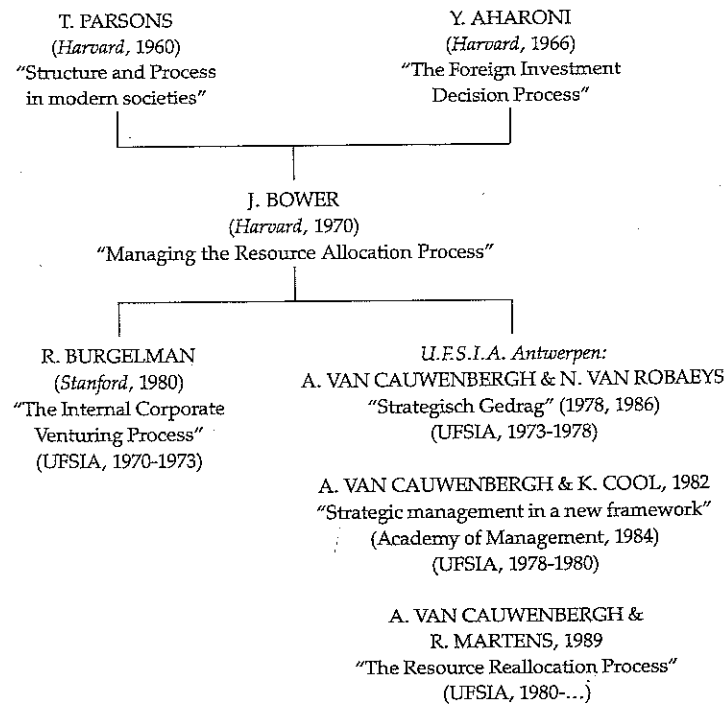 T. PARSONS
(Harvard, 1960)
"Structure and Process
in modern societies"
Y. AHARONI
(Harvard, 1966)
"The Foreign Investment
Decision Process"
J. BOWER
(Harvard, 1970)
"Managing the Resource Allocation Process"
R. BURGELMAN
(Stanford, 1980)
"The Internal Corporate
Venturing Process"
(UFSIA, 1970-1973)
U.F.S.I.A. Antwerpen:
A. VAN CAUWENBERGH & N. VAN ROBAEYS
"Strategisch Gedrag" (1978, 1986)
(UFSIA, 1973-1978)
A. VAN CAUWENBERGH & K. COOL, 1982
"Strategic management in a new framework"
(Academy of Management, 1984)
(UFSIA, 1978-1980)
A. VAN CAUWENBERGH &
R. MARTENS, 1989
"The Resource Reallocation Process"
(UFSIA, 1980-...)